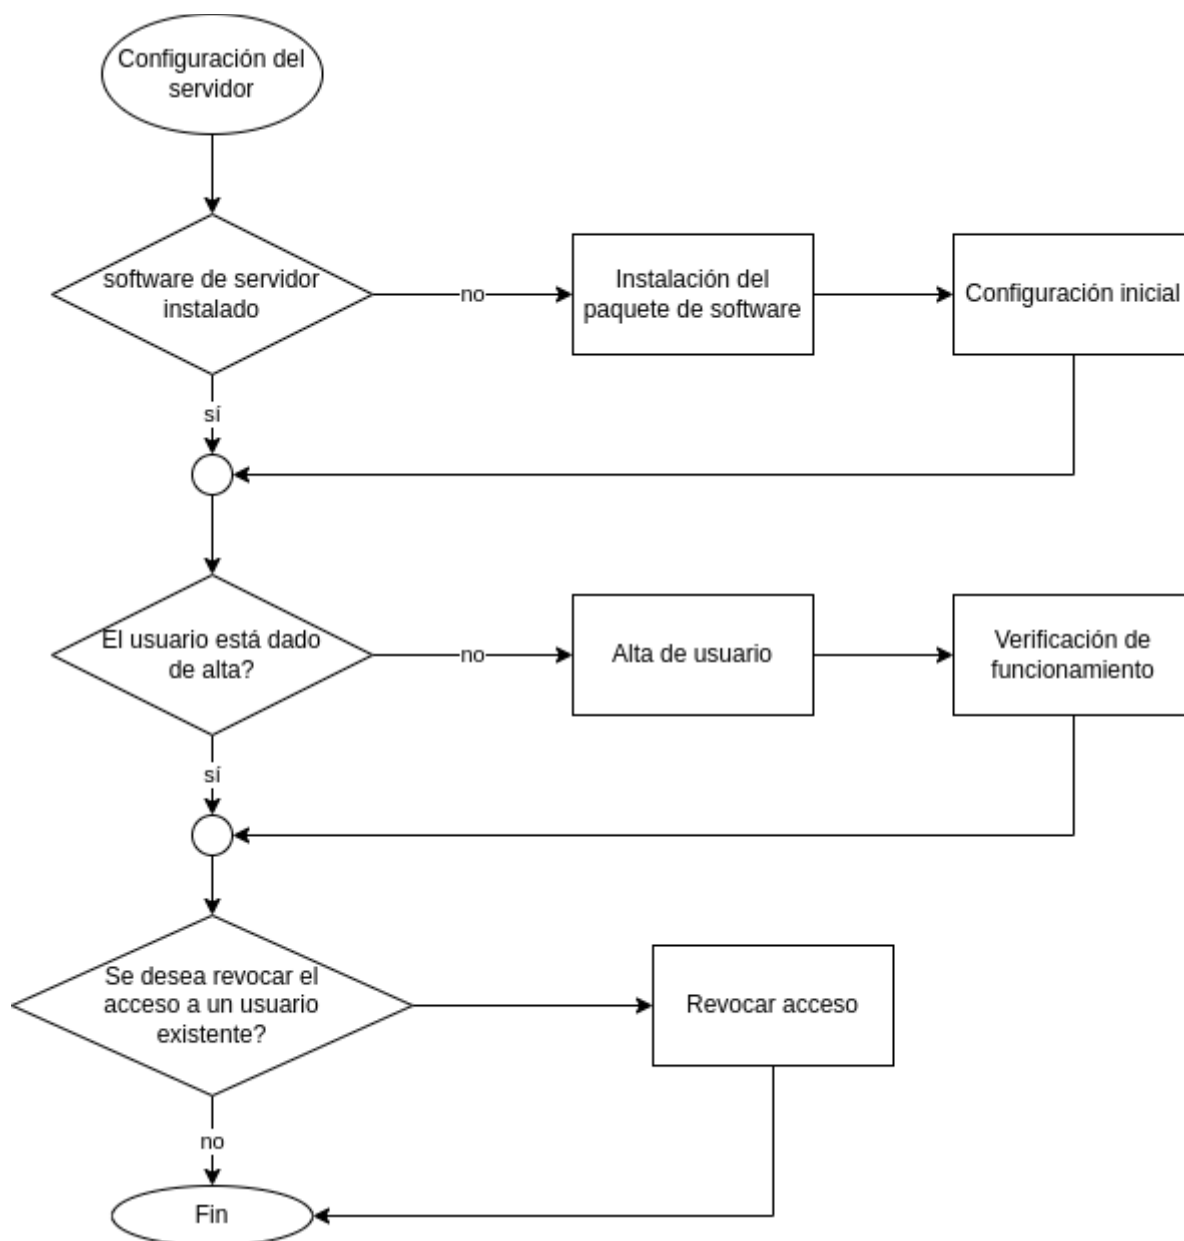 Configuración del
servidor
software de servidor
instalado
no
Instalación del
paquete de software
Configuración inicial
sí
El usuario está dado
de alta?
no
Alta de usuario
Verificación de
funcionamiento
sí
Se desea revocar el
acceso a un usuario
existente?
Revocar acceso
no
Fin